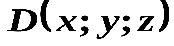 D(x; y; z)